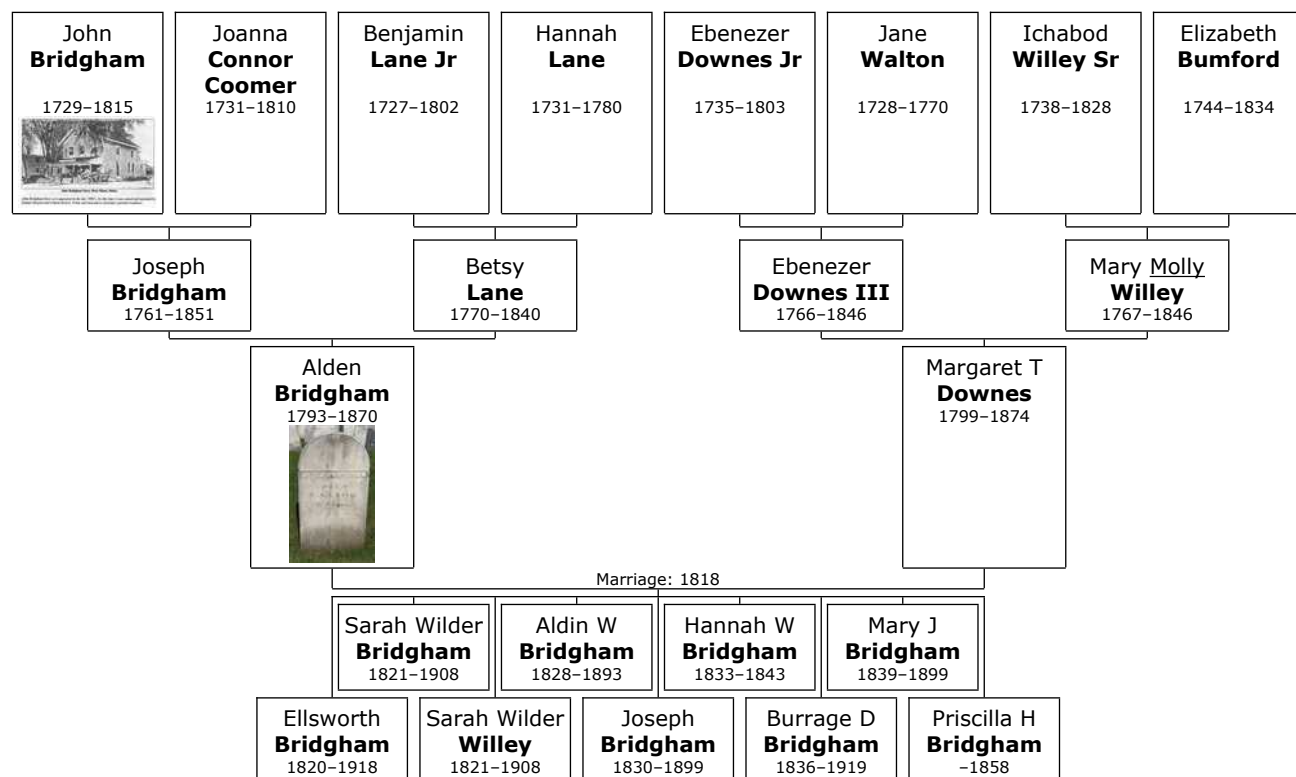 John
Bridgham
1729–1815
Joanna
Connor
Coomer
1731–1810
Benjamin
Lane Jr
1727–1802
Hannah
Lane
1731–1780
Ebenezer
Downes Jr
1735–1803
Jane
Walton
1728–1770
Ichabod
Willey Sr
1738–1828
Elizabeth
Bumford
1744–1834
Joseph
Bridgham
1761–1851
Betsy
Lane
1770–1840
Ebenezer
Downes III
1766–1846
Mary Molly
Willey
1767–1846
Alden
Bridgham
1793–1870
Margaret T
Downes
1799–1874
Marriage: 1818
Sarah Wilder
Bridgham
1821–1908
Aldin W
Bridgham
1828–1893
Hannah W
Bridgham
1833–1843
Mary J
Bridgham
1839–1899
Ellsworth
Bridgham
1820–1918
Sarah Wilder
Willey
1821–1908
Joseph
Bridgham
1830–1899
Burrage D
Bridgham
1836–1919
Priscilla H
Bridgham
–1858